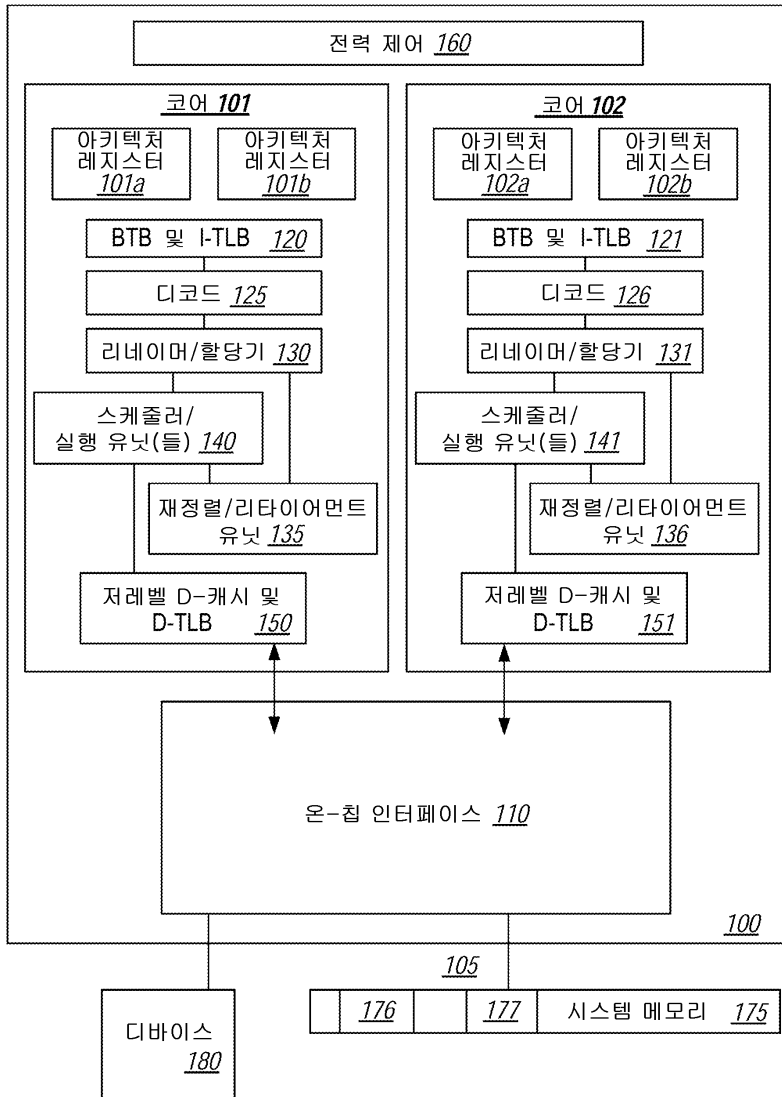 전력 제어 160
코어 101
아키텍처
레지스터
101a
아키텍처
레지스터
101b
BTB 및 I-TLB 120
디코드 125
리네이머/할당기 130
스케줄러/
실행 유닛(들) 140
재정렬/리타이어먼트
유닛 135
저레벨 D-캐시 및
D-TLB 150
코어 102
아키텍처
레지스터
102a
아키텍처
레지스터
102b
BTB 및 I-TLB 121
디코드 126
리네이머/할당기 131
스케줄러/
실행 유닛(들) 141
재정렬/리타이어먼트
유닛 136
저레벨 D-캐시 및
D-TLB 151
온-칩 인터페이스 110
100
105
디바이스
180
176
177
시스템 메모리 175